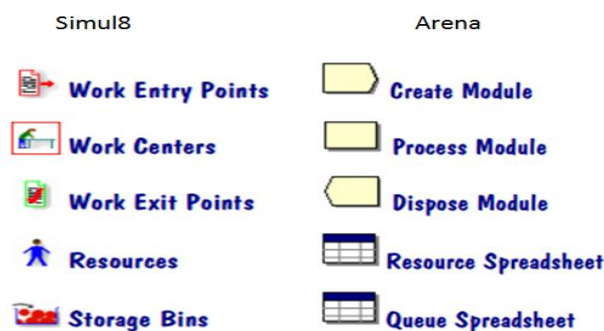 Simul8 Arena
Work Entry Points Create Module
Work Centers Process Module
Work Exit Points Dispose Module
Resources Resource Spreadsheet
Storage Bins Queue Spreadsheet